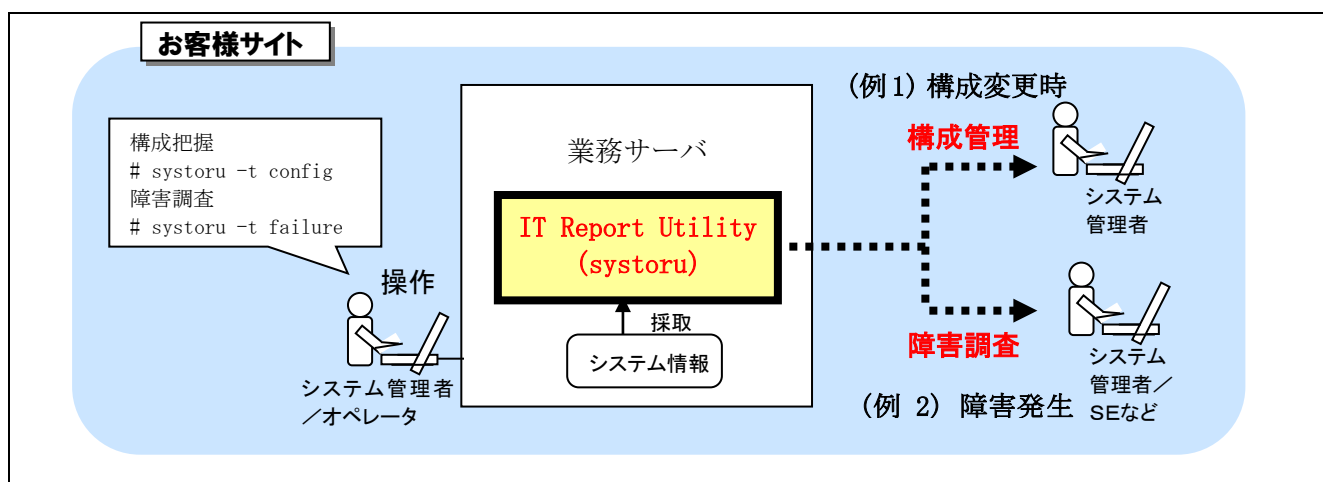 お客様サイト
構成把握
# systoru -t config
障害調査
# systoru -t failure
操作
システム管理者
／オペレータ
業務サーバ
IT Report Utility
(systoru)
採取
システム情報
(例1) 構成変更時
構成管理
システム
管理者
障害調査
システム
管理者／
SEなど
(例 2) 障害発生